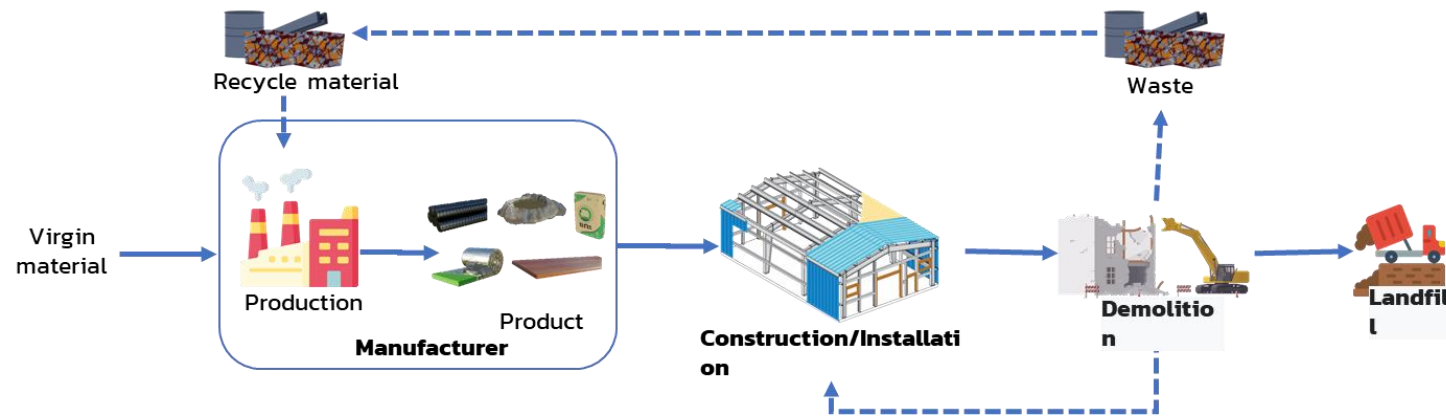 Recycle material
Waste
Virgin
material
Production
Product
Manufacturer
Construction/Installati
on
Demolitio
n
Landfil
l